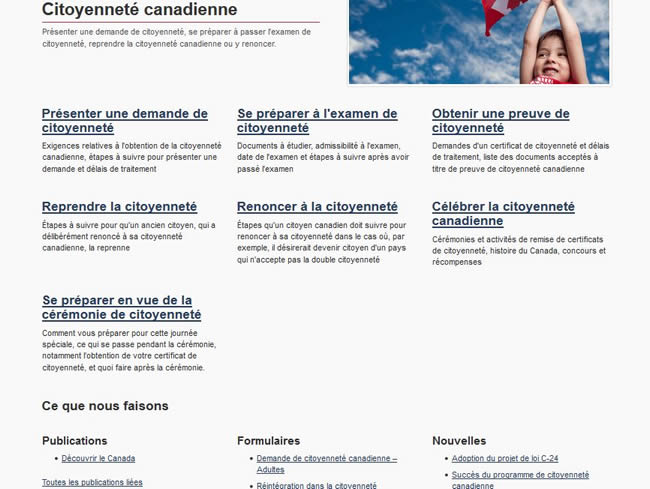 Citoyenneté canadienne
Présenter une demande de citoyenneté, se préparer à passer l'examen de
citoyenneté, reprendre la citoyenneté canadienne ou y renoncer.
Présenter une demande de
citoyenneté
Exigences relatives à l'obtention de la citoyenneté
canadienne, étapes à suivre pour présenter une
demande et délais de traitement
Se préparer à l'examen de
citoyenneté
Documents à étudier, admissibilité à l'examen,
date de l'examen et étapes à suivre après avoir
passé l'examen
Obtenir une preuve de
citoyenneté
Demandes d'un certificat de citoyenneté et délais
de traitement, liste des documents acceptés à
titre de preuve de citoyenneté canadienne
Reprendre la citoyenneté
Étapes à suivre pour qu'un ancien citoyen, qui a
délibérément renoncé à sa citoyenneté
canadienne, la reprenne
Renoncer à la citoyenneté
Étapes qu'un citoyen canadien doit suivre pour
renoncer à sa citoyenneté dans le cas où, par
exemple, il désirerait devenir citoyen d'un pays
qui n'accepte pas la double citoyenneté
Célébrer la citoyenneté
canadienne
Cérémonies et activités de remise de certificats
de citoyenneté, histoire du Canada, concours et
récompenses
Se préparer en vue de la
cérémonie de citoyenneté
Comment vous préparer pour cette journée
spéciale, ce qui se passe pendant la cérémonie,
notamment l'obtention de votre certificat de
citoyenneté, et quoi faire après la cérémonie.
Ce que nous faisons
Publications
Découvrir le Canada
Toutes les publications liées
Formulaires
Demande de citoyenneté canadienne –
Adultes
Réintégration dans la citoyenneté
Nouvelles
Adoption du projet de loi C-24
Succès du programme de citoyenneté
canadienne